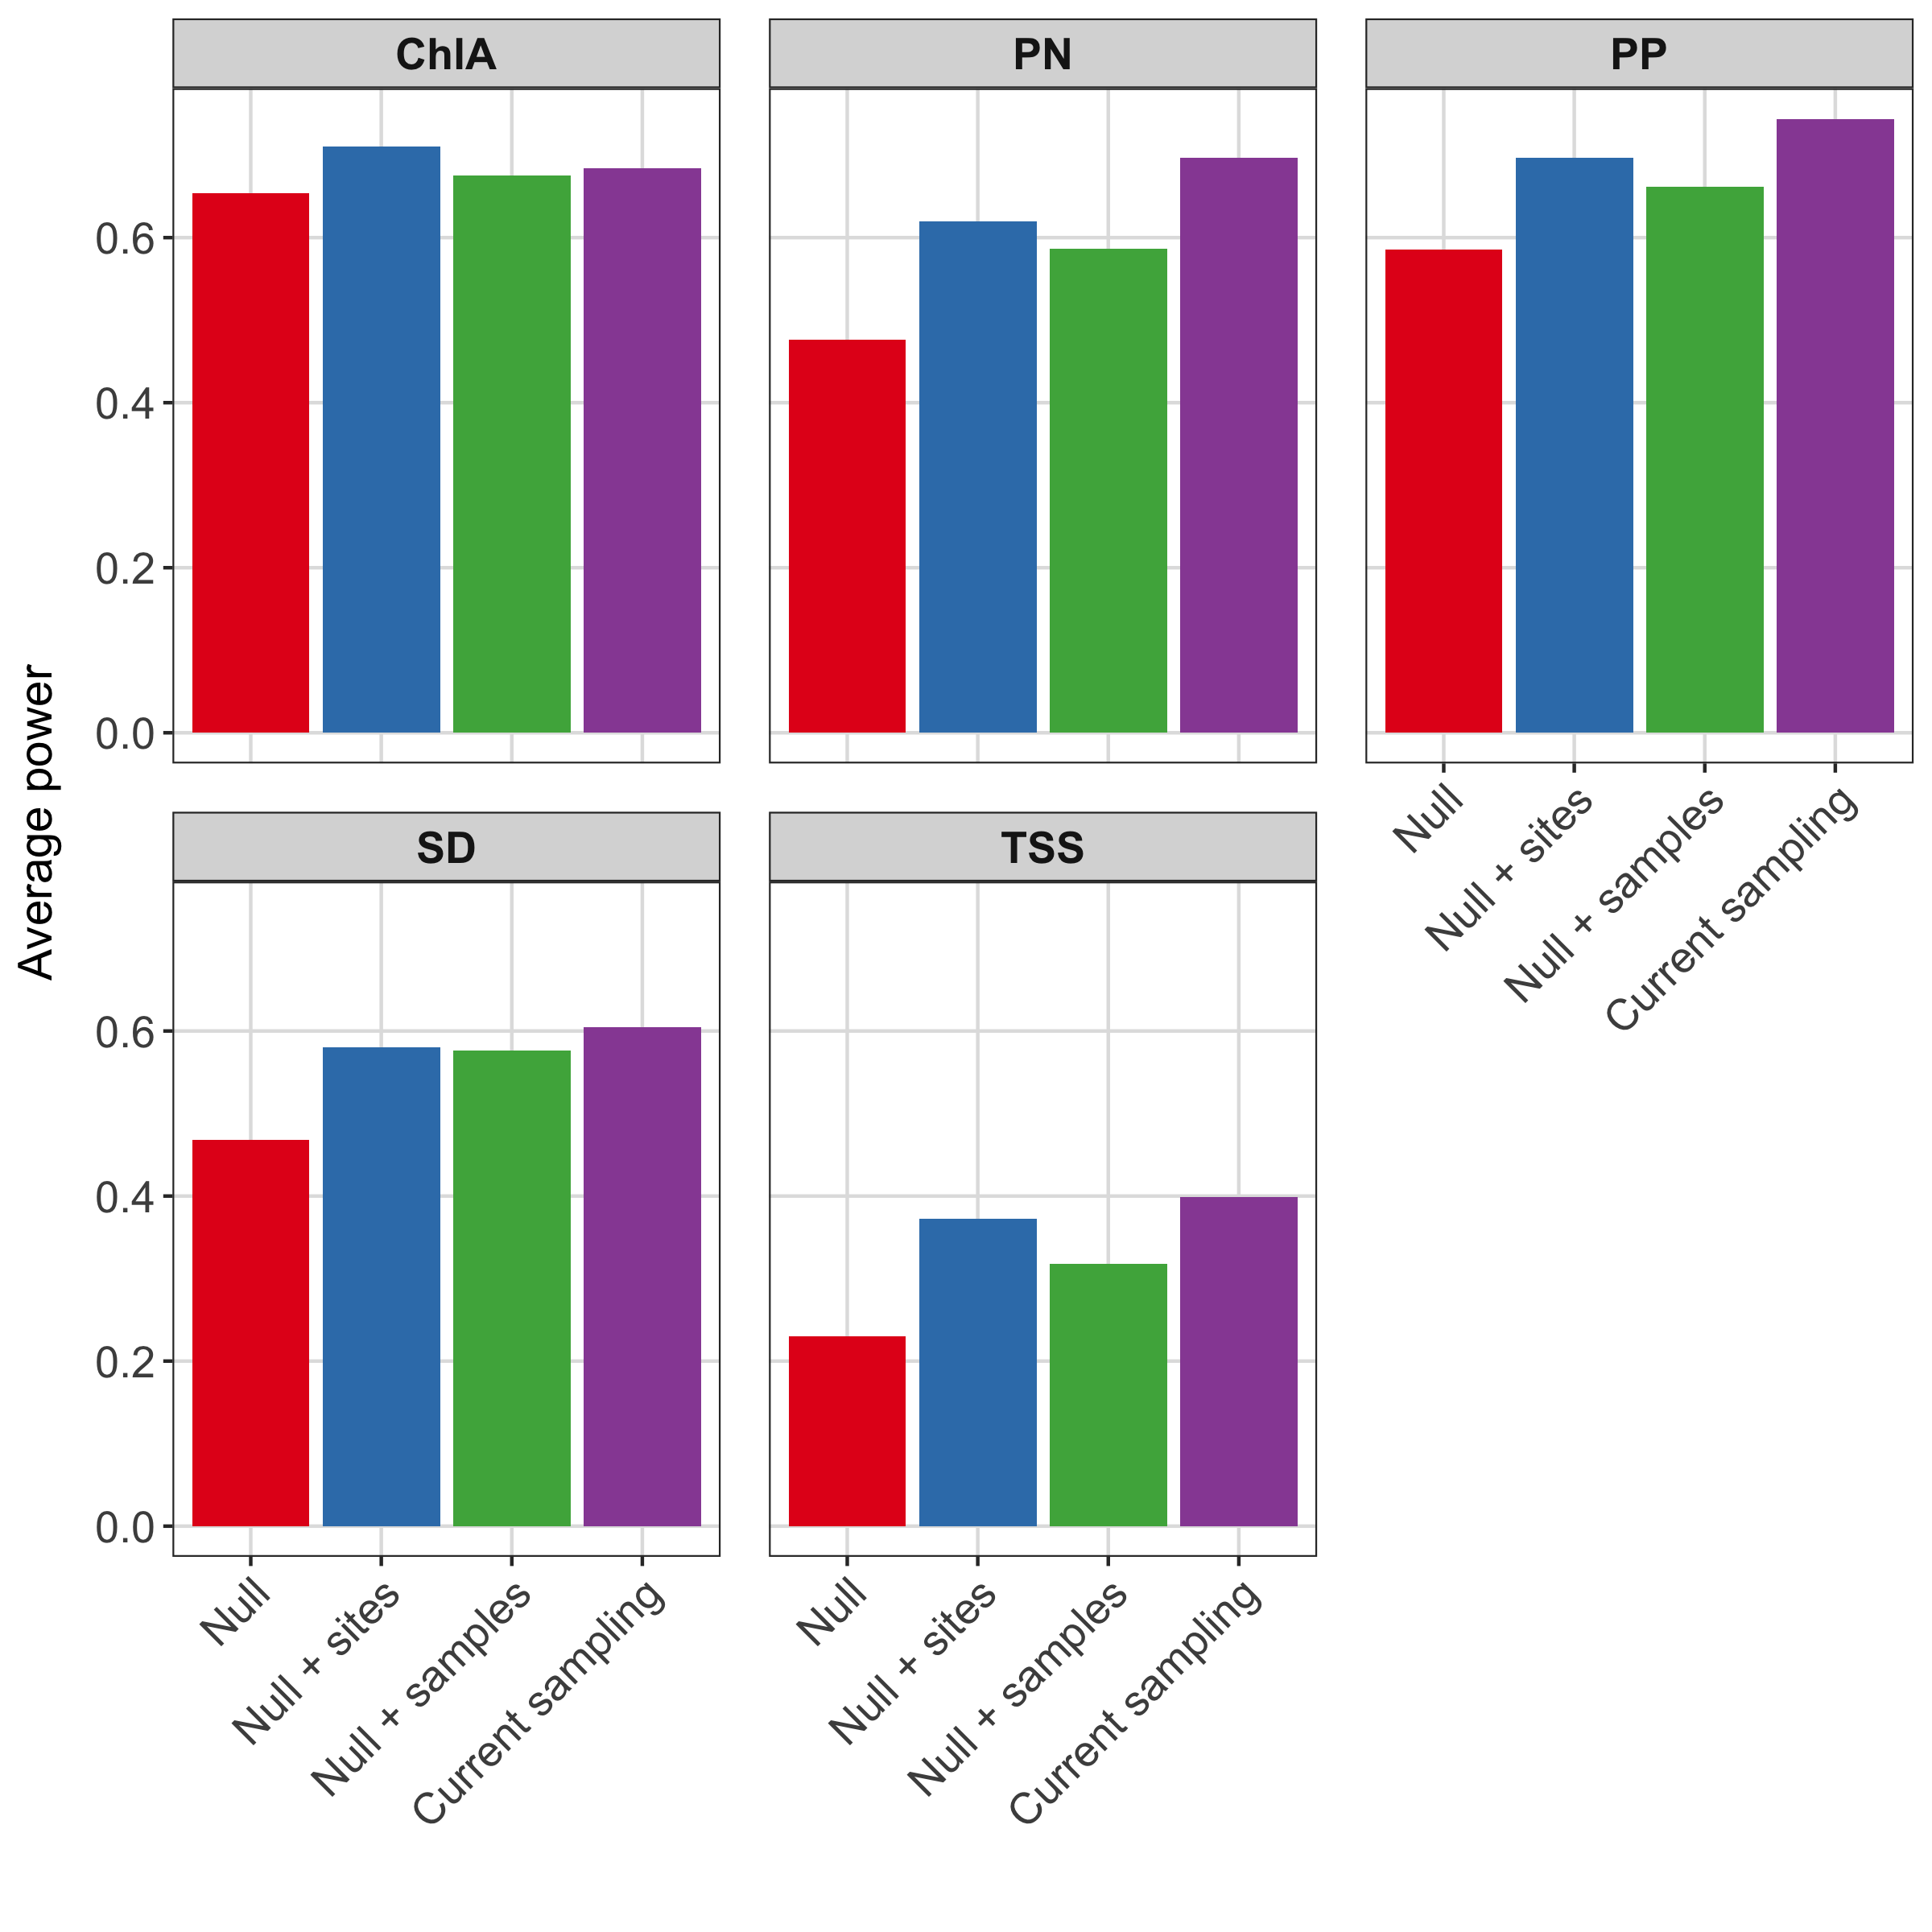 Average power
ChlA
PN
PP
0.6
0.4
0.2
0.0
Null
Null + sites
Null + samples
Current sampling
SD
TSS
0.6
0.4
0.2
0.0
Null
Null + sites
Null + samples
Current sampling
Null
Null + sites
Null + samples
Current sampling